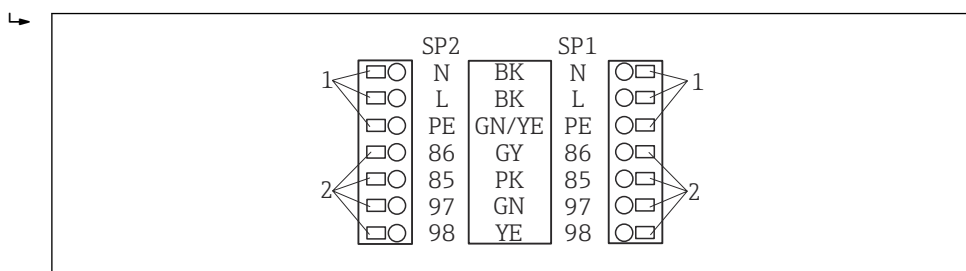 SP2 SP1
1 N BK N 1
L BK L
PE GN/YE PE
86 GY 86
2 85 PK 85 2
97 GN 97
98 YE 98